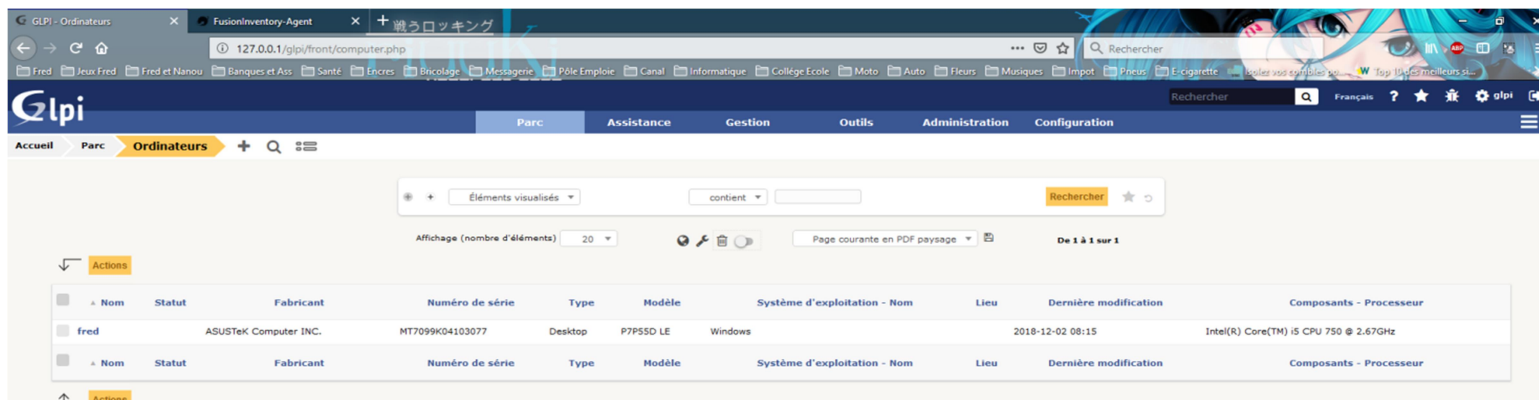 GLPI - Ordinateurs FusionInventory-Agent
戦うロッキング
127.0.0.1/glpi/front/computer.php Rechercher
Fred Jeux Fred Fred et Nanou Banques et Ass Santé Encres Bricolage Messagerie Pôle Emploie Canal Informatique Collége Ecole Moto Auto Fleurs Musiques Impot Pneus E-cigarette Isolez vos combles po... Top 10 des meilleurs si...
Glpi
Rechercher Français ? glpi
Parc Assistance Gestion Outils Administration Configuration
Accueil Parc Ordinateurs
Éléments visualisés contient Rechercher
Affichage (nombre d'éléments) 20 Page courante en PDF paysage De 1 à 1 sur 1
Actions
Nom Statut Fabricant Numéro de série Type Modèle Système d'exploitation - Nom Lieu Dernière modification Composants - Processeur
fred ASUSTeK Computer INC. MT7099K04103077 Desktop P7P55D LE Windows 2018-12-02 08:15 Intel(R) Core(TM) i5 CPU 750 @ 2.67GHz
Nom Statut Fabricant Numéro de série Type Modèle Système d'exploitation - Nom Lieu Dernière modification Composants - Processeur
Actions